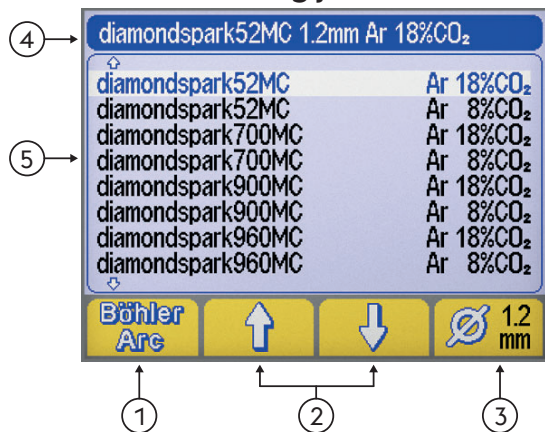 4
diamondspark52MC 1.2mm Ar 18%CO₂
5
diamondspark52MC Ar 18%CO₂
diamondspark52MC Ar 8%CO₂
diamondspark700MC Ar 18%CO₂
diamondspark700MC Ar 8%CO₂
diamondspark900MC Ar 18%CO₂
diamondspark900MC Ar 8%CO₂
diamondspark960MC Ar 18%CO₂
diamondspark960MC Ar 8%CO₂
Böhler
Arc
Ø 1.2
mm
1
2
3